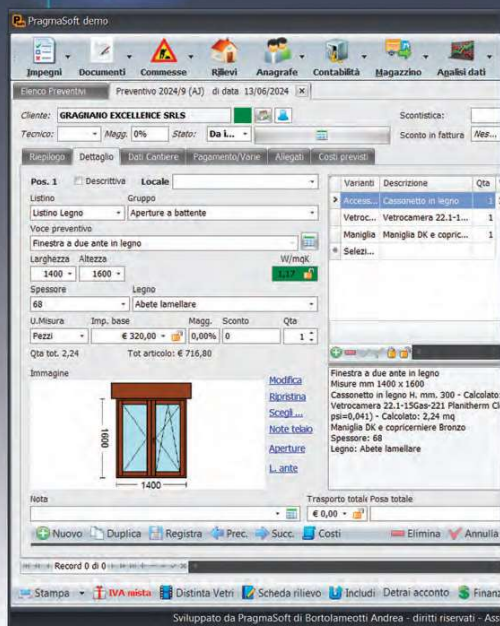 PragmaSoft demo
Impegni Documenti Commesse Rilievi Anagrafe Contabilità Magazzino Analisi dati
Elenco Preventivi Preventivo 2024/9 (AJ) di data 13/06/2024
Cliente: GRAGNANO EXCELLENCE SRLS Scontistica:
Tecnico: Magg. 0% Stato: Da i... Sconto in fattura Nes...
Riepilogo Dettaglio Dati Cantiere Pagamento/Varie Allegati Costi previsti
Pos. 1 Descrittiva Locale
Varianti Descrizione Qta
Listino Gruppo
Access... Cassonetto in legno 1
Listino Legno Aperture a battente
Vetroc... Vetrocamera 22.1-1... 1
Voce preventivo
Maniglia Maniglia DK e copric... 1
Finestra a due ante in legno
Selezi...
Larghezza Altezza W/mqK
1400 1600 1,17
Spessore Legno
68 Abete lamellare
U.Misura Imp. base Magg. Sconto Qta
Pezzi € 320,00 0,00% 0 1
Qta tot. 2,24 Tot articolo: € 716,80
Immagine
Modifica
Ripristina
Scegli ...
Note telaio
Aperture
L. ante
1600
1400
Finestra a due ante in legno
Misure mm 1400 x 1600
Cassonetto in legno H. mm. 300 - Calcolato
Vetrocamera 22.1-15Gas-221 Planitherm Cl
psi=0,041) - Calcolato: 2,24 mq
Maniglia DK e copricerniere Bronzo
Spessore: 68
Legno: Abete lamellare
Nota Trasporto totale Posa totale
€ 0,00
Nuovo Duplica Registra Prec. Succ. Costi Elimina Annulla
Record 0 di 0
Stampa IVA mista Distinta Vetri Scheda rilievo Includi Detrai acconto Finanz
Sviluppato da PragmaSoft di Bortolameotti Andrea - diritti riservati - Ass